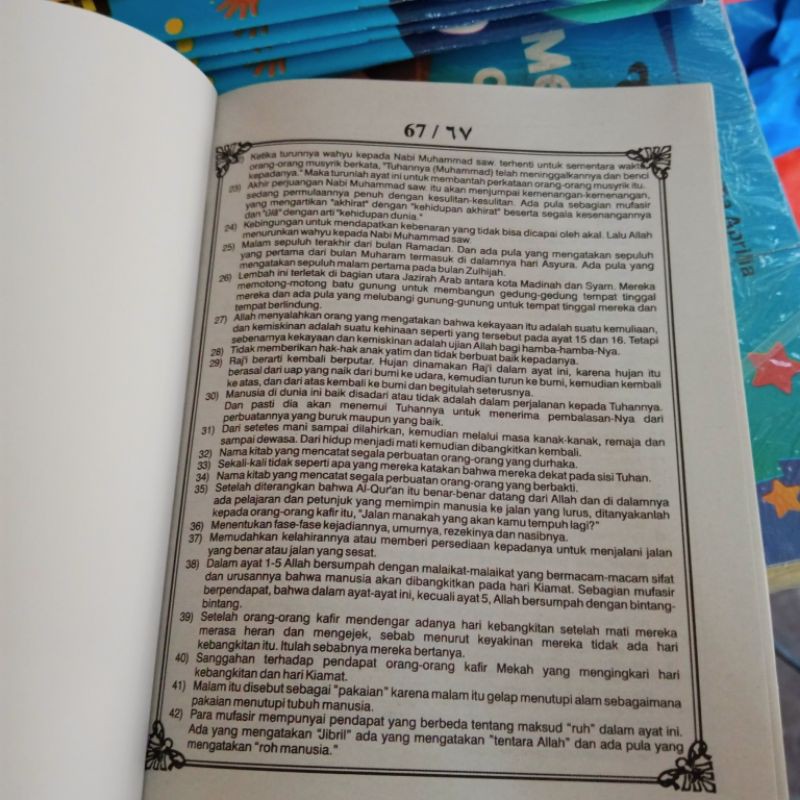 67 / ٦٧
Ketika turunnya wahyu kepada Nabi Muhammad saw. terhenti untuk sementara waktu,
orang-orang musyrik berkata, "Tuhannya (Muhammad) telah meninggalkannya dan benci
kepadanya." Maka turunlah ayat ini untuk membantah perkataan orang-orang musyrik itu.
23) Akhir perjuangan Nabi Muhammad saw. itu akan menjumpai kemenangan-kemenangan,
sedang permulaannya penuh dengan kesulitan-kesulitan. Ada pula sebagian mufasir
yang mengartikan "akhirat" dengan "kehidupan akhirat" beserta segala kesenangannya
dan "ūlā" dengan arti "kehidupan dunia."
24) Kebingungan untuk mendapatkan kebenaran yang tidak bisa dicapai oleh akal. Lalu Allah
menurunkan wahyu kepada Nabi Muhammad saw.
25) Malam sepuluh terakhir dari bulan Ramadan. Dan ada pula yang mengatakan sepuluh
yang pertama dari bulan Muharam termasuk di dalamnya hari Asyura. Ada pula yang
mengatakan sepuluh malam pertama pada bulan Zulhijah.
26) Lembah ini terletak di bagian utara Jazirah Arab antara kota Madinah dan Syam. Mereka
memotong-motong batu gunung untuk membangun gedung-gedung tempat tinggal
mereka dan ada pula yang melubangi gunung-gunung untuk tempat tinggal mereka dan
tempat berlindung.
27) Allah menyalahkan orang yang mengatakan bahwa kekayaan itu adalah suatu kemuliaan,
dan kemiskinan adalah suatu kehinaan seperti yang tersebut pada ayat 15 dan 16. Tetapi
sebenarnya kekayaan dan kemiskinan adalah ujian Allah bagi hamba-hamba-Nya.
28) Tidak memberikan hak-hak anak yatim dan tidak berbuat baik kepadanya.
29) Raj'i berarti kembali berputar. Hujan dinamakan Raj'i dalam ayat ini, karena hujan itu
berasal dari uap yang naik dari bumi ke udara, kemudian turun ke bumi, kemudian kembali
ke atas, dan dari atas kembali ke bumi dan begitulah seterusnya.
30) Manusia di dunia ini baik disadari atau tidak adalah dalam perjalanan kepada Tuhannya.
Dan pasti dia akan menemui Tuhannya untuk menerima pembalasan-Nya dari
perbuatannya yang buruk maupun yang baik.
31) Dari setetes mani sampai dilahirkan, kemudian melalui masa kanak-kanak, remaja dan
sampai dewasa. Dari hidup menjadi mati kemudian dibangkitkan kembali.
32) Nama kitab yang mencatat segala perbuatan orang-orang yang durhaka.
33) Sekali-kali tidak seperti apa yang mereka katakan bahwa mereka dekat pada sisi Tuhan.
34) Nama kitab yang mencatat segala perbuatan orang-orang yang berbakti.
35) Setelah diterangkan bahwa Al-Qur'an itu benar-benar datang dari Allah dan di dalamnya
ada pelajaran dan petunjuk yang memimpin manusia ke jalan yang lurus, ditanyakanlah
kepada orang-orang kafir itu, "Jalan manakah yang akan kamu tempuh lagi?"
36) Menentukan fase-fase kejadiannya, umurnya, rezekinya dan nasibnya.
37) Memudahkan kelahirannya atau memberi persediaan kepadanya untuk menjalani jalan
yang benar atau jalan yang sesat.
38) Dalam ayat 1-5 Allah bersumpah dengan malaikat-malaikat yang bermacam-macam sifat
dan urusannya bahwa manusia akan dibangkitkan pada hari Kiamat. Sebagian mufasir
berpendapat, bahwa dalam ayat-ayat ini, kecuali ayat 5, Allah bersumpah dengan bintang-
bintang.
39) Setelah orang-orang kafir mendengar adanya hari kebangkitan setelah mati mereka
merasa heran dan mengejek, sebab menurut keyakinan mereka tidak ada hari
kebangkitan itu. Itulah sebabnya mereka bertanya.
40) Sanggahan terhadap pendapat orang-orang kafir Mekah yang mengingkari hari
kebangkitan dan hari Kiamat.
41) Malam itu disebut sebagai "pakaian" karena malam itu gelap menutupi alam sebagaimana
pakaian menutupi tubuh manusia.
42) Para mufasir mempunyai pendapat yang berbeda tentang maksud "ruh" dalam ayat ini.
Ada yang mengatakan "Jibril" ada yang mengatakan "tentara Allah" dan ada pula yang
mengatakan "roh manusia."
Aprilia